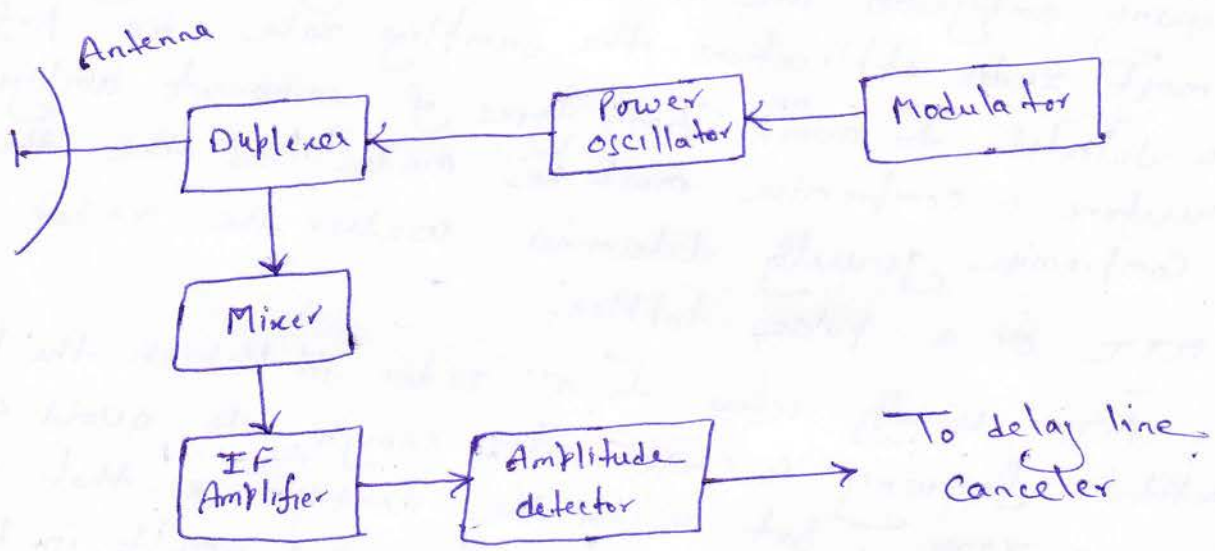 Antenna
Duplexer
Power
oscillator
Modulator
Mixer
IF
Amplifier
Amplitude
detector
To delay line
canceler